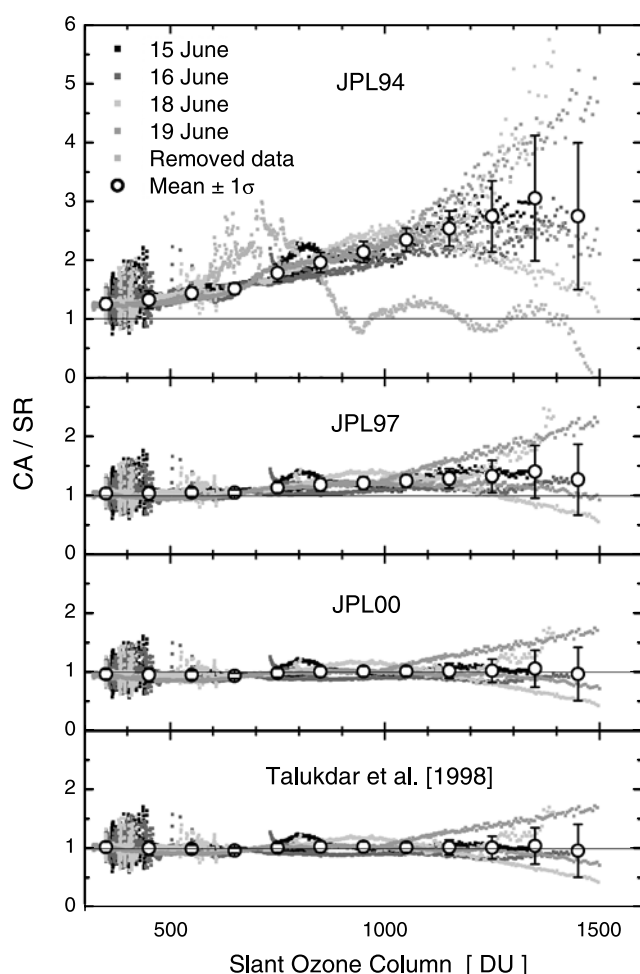 6
15 June
16 June
18 June
19 June
Removed data
Mean ± 1σ
JPL94
5
4
3
2
1
0
CA / SR
JPL97
2
1
0
JPL00
2
1
0
Talukdar et al. [1998]
2
1
0
500
1000
1500
Slant Ozone Column [ DU ]